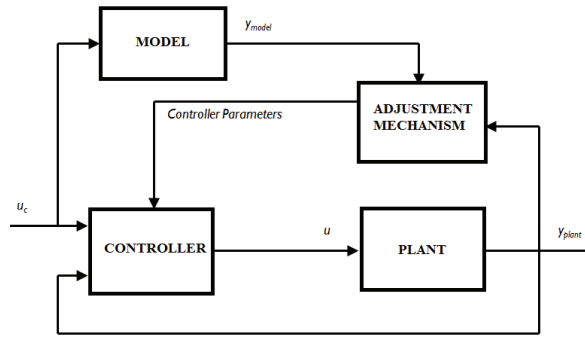 MODEL
y_model
ADJUSTMENT
MECHANISM
Controller Parameters
u_c
CONTROLLER
u
PLANT
y_plant